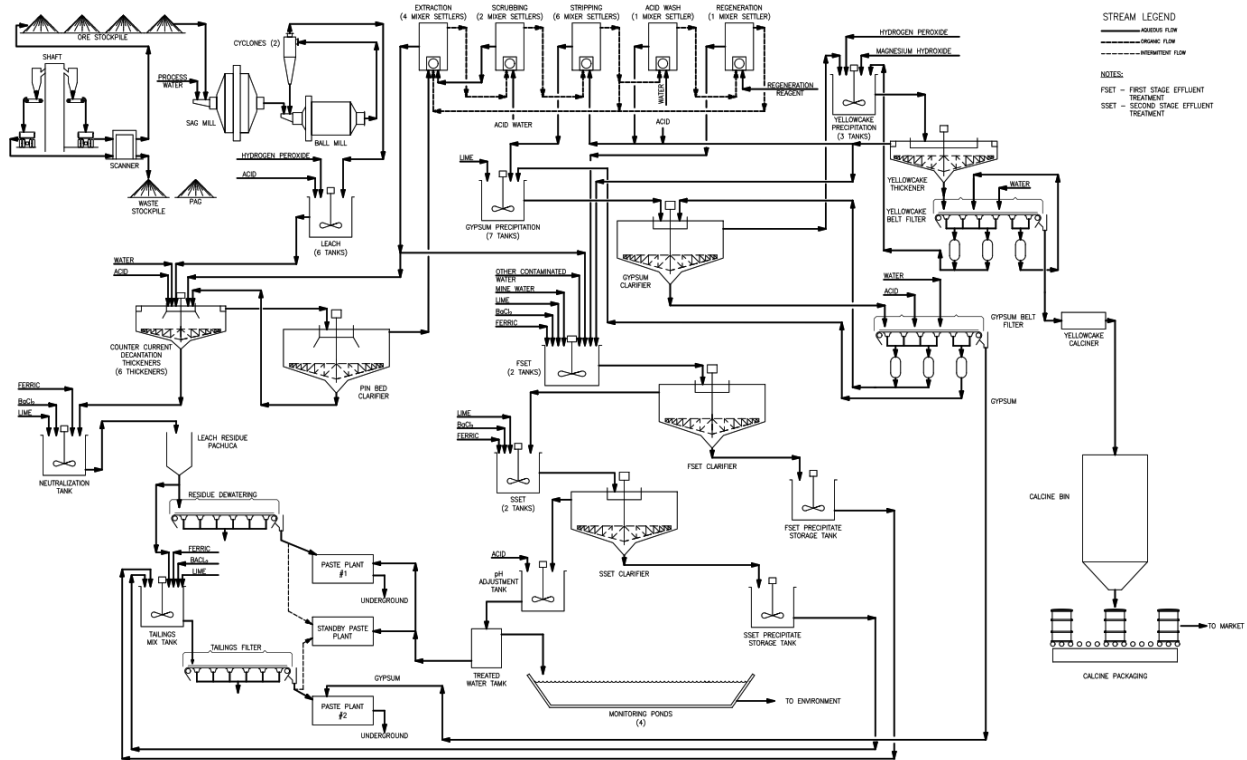 EXTRACTION
(4 MIXER SETTLERS)
SCRUBBING
(2 MIXER SETTLERS)
STRIPPING
(6 MIXER SETTLERS)
ACID WASH
(1 MIXER SETTLER)
REGENERATION
(1 MIXER SETTLER)
STREAM LEGEND
AQUEOUS FLOW
ORGANIC FLOW
INTERMITTENT FLOW
NOTES:
FSET – FIRST STAGE EFFLUENT
TREATMENT
SSET – SECOND STAGE EFFLUENT
TREATMENT
ORE STOCKPILE
SHAFT
SCANNER
WASTE
STOCKPILE
PAG
PROCESS
WATER
SAG MILL
CYCLONES (2)
BALL MILL
HYDROGEN PEROXIDE
ACID
LEACH
(6 TANKS)
ACID WATER
WATER
ACID
REGENERATION
REAGENT
HYDROGEN PEROXIDE
MAGNESIUM HYDROXIDE
YELLOWCAKE
PRECIPITATION
(3 TANKS)
YELLOWCAKE
THICKENER
WATER
YELLOWCAKE
BELT FILTER
LIME
GYPSUM PRECIPITATION
(7 TANKS)
GYPSUM
CLARIFIER
WATER
ACID
GYPSUM BELT
FILTER
GYPSUM
YELLOWCAKE
CALCINER
WATER
ACID
COUNTER CURRENT
DECANTATION
THICKENERS
(6 THICKENERS)
PIN BED
CLARIFIER
OTHER CONTAMINATED
WATER
MINE WATER
LIME
BaCl₂
FERRIC
FSET
(2 TANKS)
FSET CLARIFIER
FSET PRECIPITATE
STORAGE TANK
FERRIC
BaCl₂
LIME
NEUTRALIZATION
TANK
LEACH RESIDUE
PACHUCA
RESIDUE DEWATERING
LIME
BaCl₂
FERRIC
SSET
(2 TANKS)
SSET CLARIFIER
SSET PRECIPITATE
STORAGE TANK
ACID
pH
ADJUSTMENT
TANK
FERRIC
BACl₂
LIME
TAILINGS
MIX TANK
TAILINGS FILTER
PASTE PLANT
#1
UNDERGROUND
STANDBY PASTE
PLANT
GYPSUM
PASTE PLANT
#2
UNDERGROUND
TREATED
WATER TAMK
MONITORING PONDS
(4)
TO ENVIRONMENT
CALCINE BIN
TO MARKET
CALCINE PACKAGING